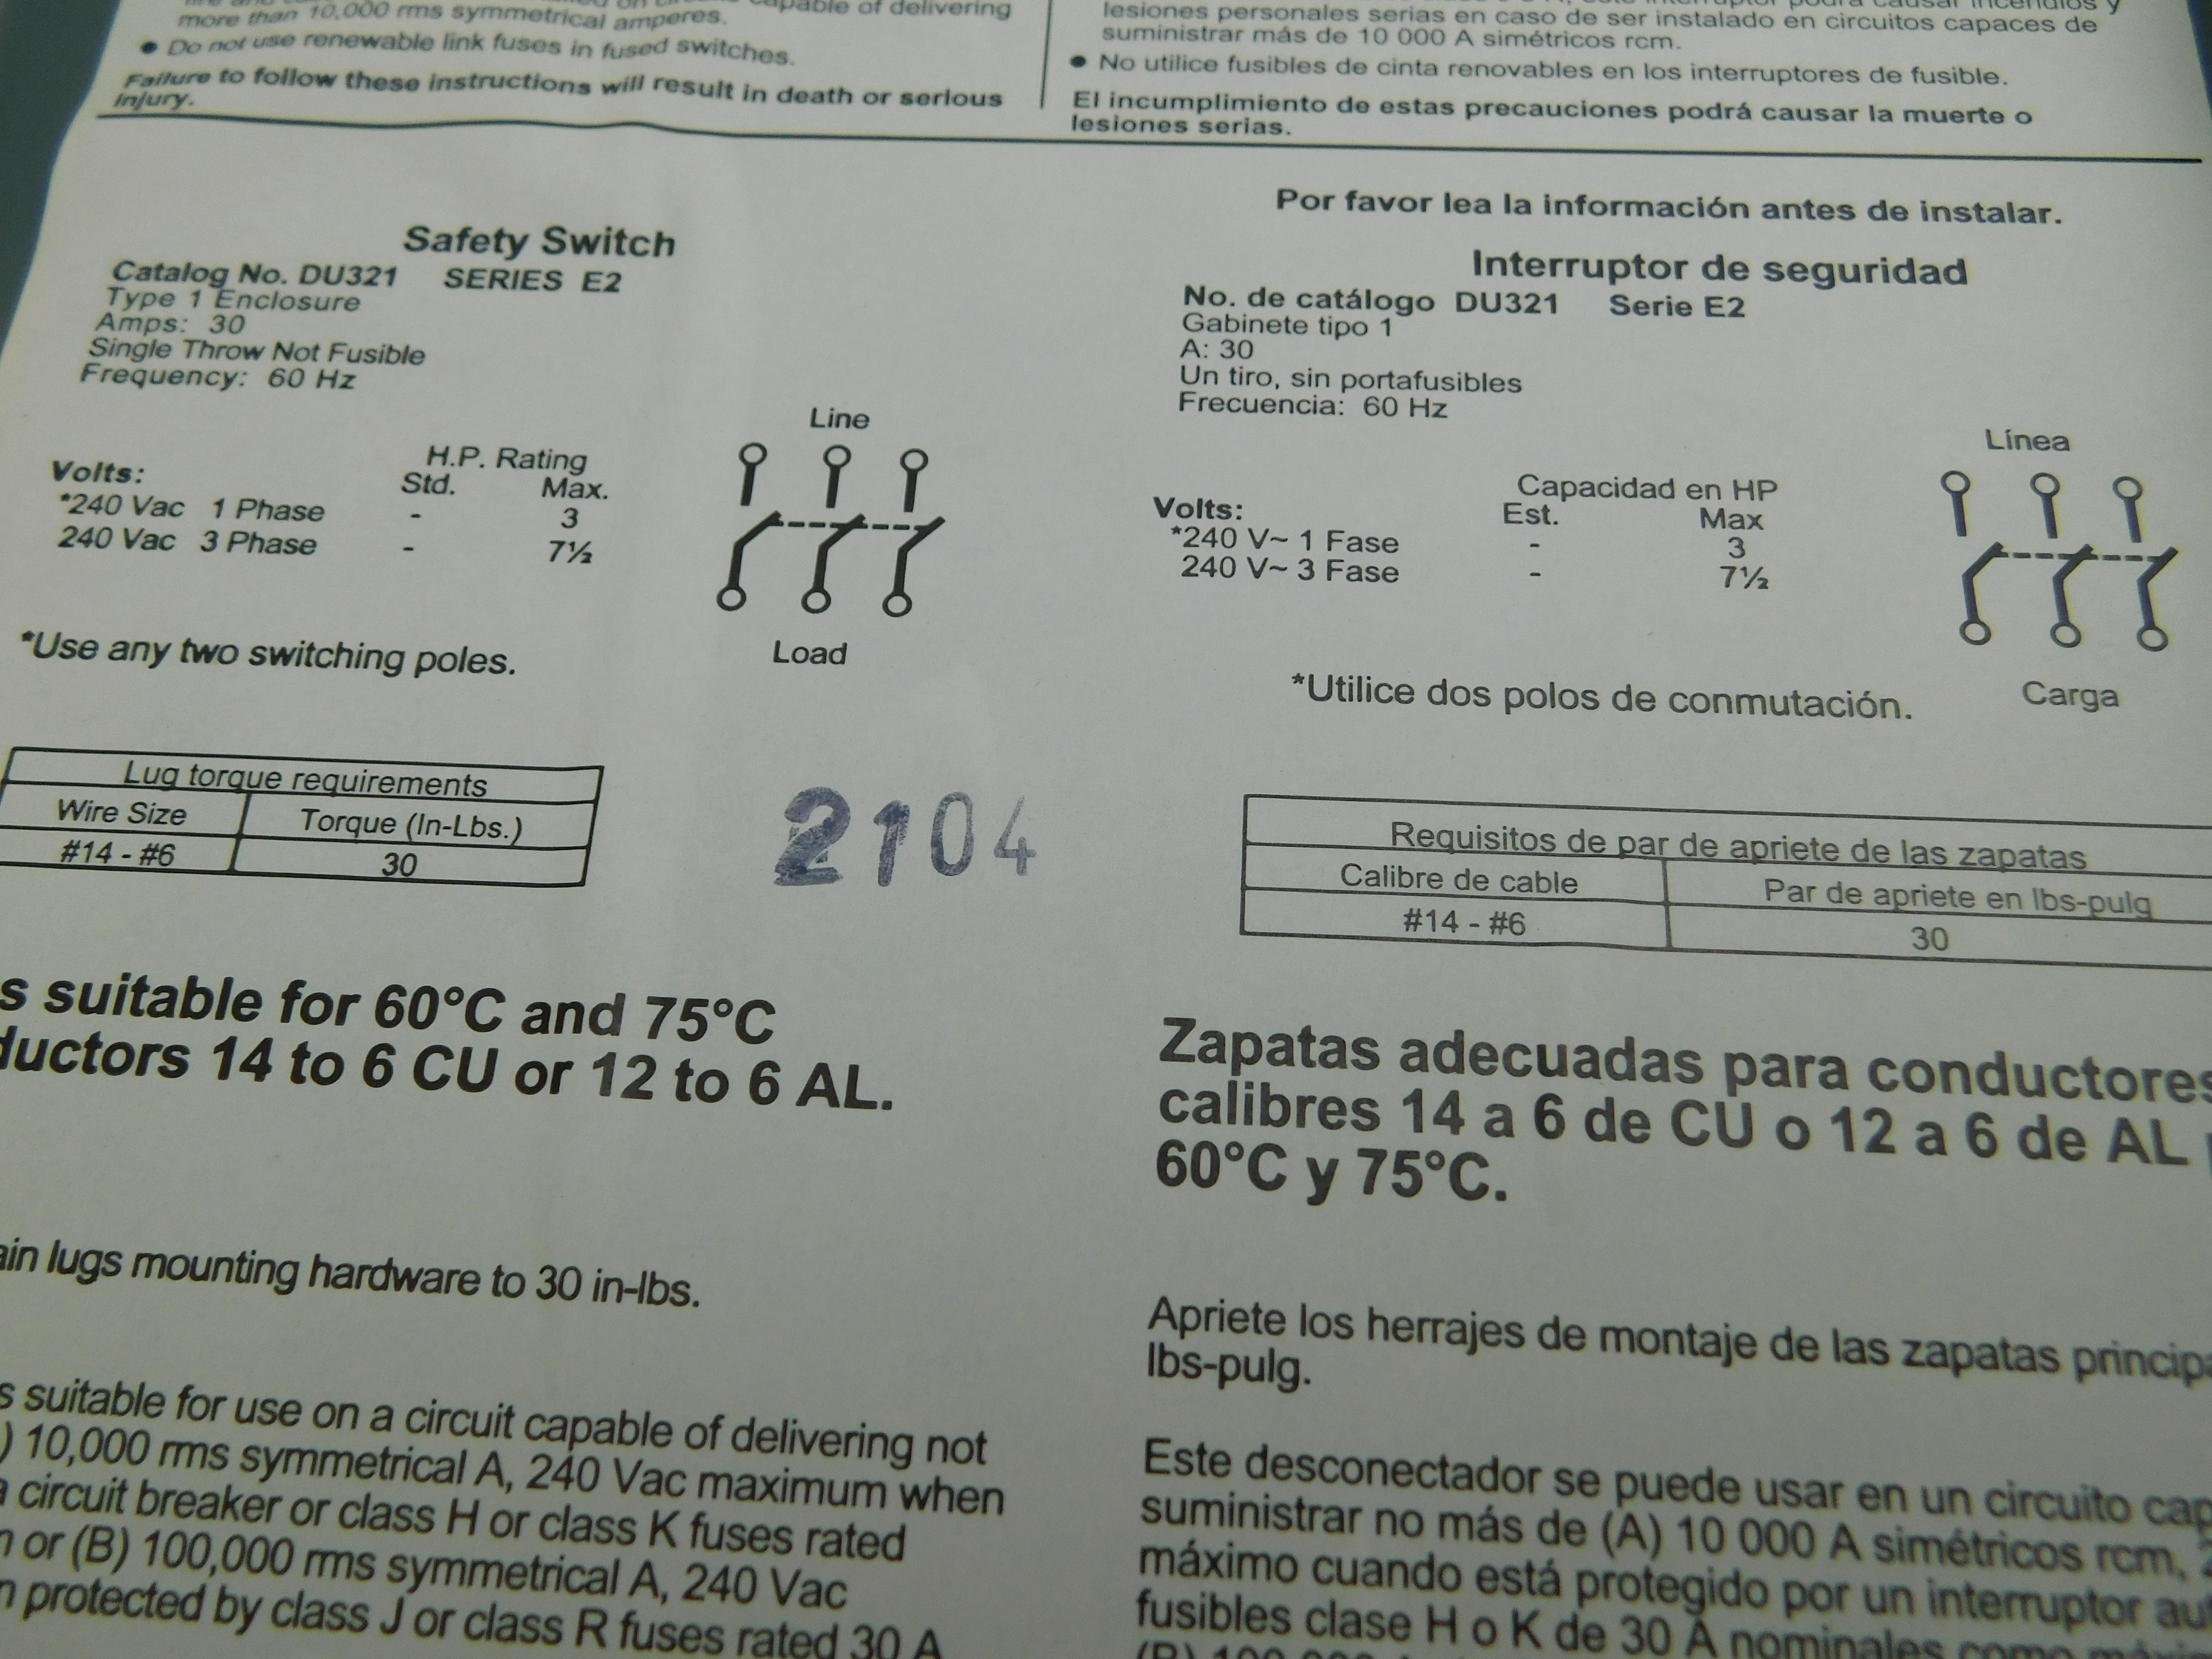 capable of delivering
more than 10,000 rms symmetrical amperes.
● Do not use renewable link fuses in fused switches.
Failure to follow these instructions will result in death or serious
injury.
Safety Switch
Catalog No. DU321 SERIES E2
Type 1 Enclosure
Amps: 30
Single Throw Not Fusible
Frequency: 60 Hz
Line
H.P. Rating
Volts: Std. Max.
*240 Vac 1 Phase - 3
240 Vac 3 Phase - 7½
Load
*Use any two switching poles.
Lug torque requirements
Wire Size Torque (In-Lbs.)
#14 - #6 30
2104
s suitable for 60°C and 75°C
ductors 14 to 6 CU or 12 to 6 AL.
ain lugs mounting hardware to 30 in-lbs.
s suitable for use on a circuit capable of delivering not
) 10,000 rms symmetrical A, 240 Vac maximum when
a circuit breaker or class H or class K fuses rated
or (B) 100,000 rms symmetrical A, 240 Vac
n protected by class J or class R fuses rated 30 A
podrá causar incendios y
lesiones personales serias en caso de ser instalado en circuitos capaces de
suministrar más de 10 000 A simétricos rcm.
● No utilice fusibles de cinta renovables en los interruptores de fusible.
El incumplimiento de estas precauciones podrá causar la muerte o
lesiones serias.
Por favor lea la información antes de instalar.
Interruptor de seguridad
No. de catálogo DU321 Serie E2
Gabinete tipo 1
A: 30
Un tiro, sin portafusibles
Frecuencia: 60 Hz
Línea
Capacidad en HP
Volts: Est. Max
*240 V~ 1 Fase - 3
240 V~ 3 Fase - 7½
Carga
*Utilice dos polos de conmutación.
Requisitos de par de apriete de las zapatas
Calibre de cable Par de apriete en lbs-pulg
#14 - #6 30
Zapatas adecuadas para conductores
calibres 14 a 6 de CU o 12 a 6 de AL
60°C y 75°C.
Apriete los herrajes de montaje de las zapatas principa
lbs-pulg.
Este desconectador se puede usar en un circuito cap
suministrar no más de (A) 10 000 A simétricos rcm, 2
máximo cuando está protegido por un interruptor au
fusibles clase H o K de 30 A nominales como